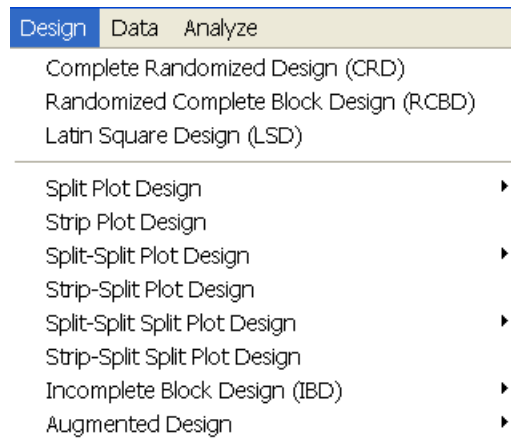 Design Data Analyze
Complete Randomized Design (CRD)
Randomized Complete Block Design (RCBD)
Latin Square Design (LSD)
Split Plot Design
Strip Plot Design
Split-Split Plot Design
Strip-Split Plot Design
Split-Split Split Plot Design
Strip-Split Split Plot Design
Incomplete Block Design (IBD)
Augmented Design